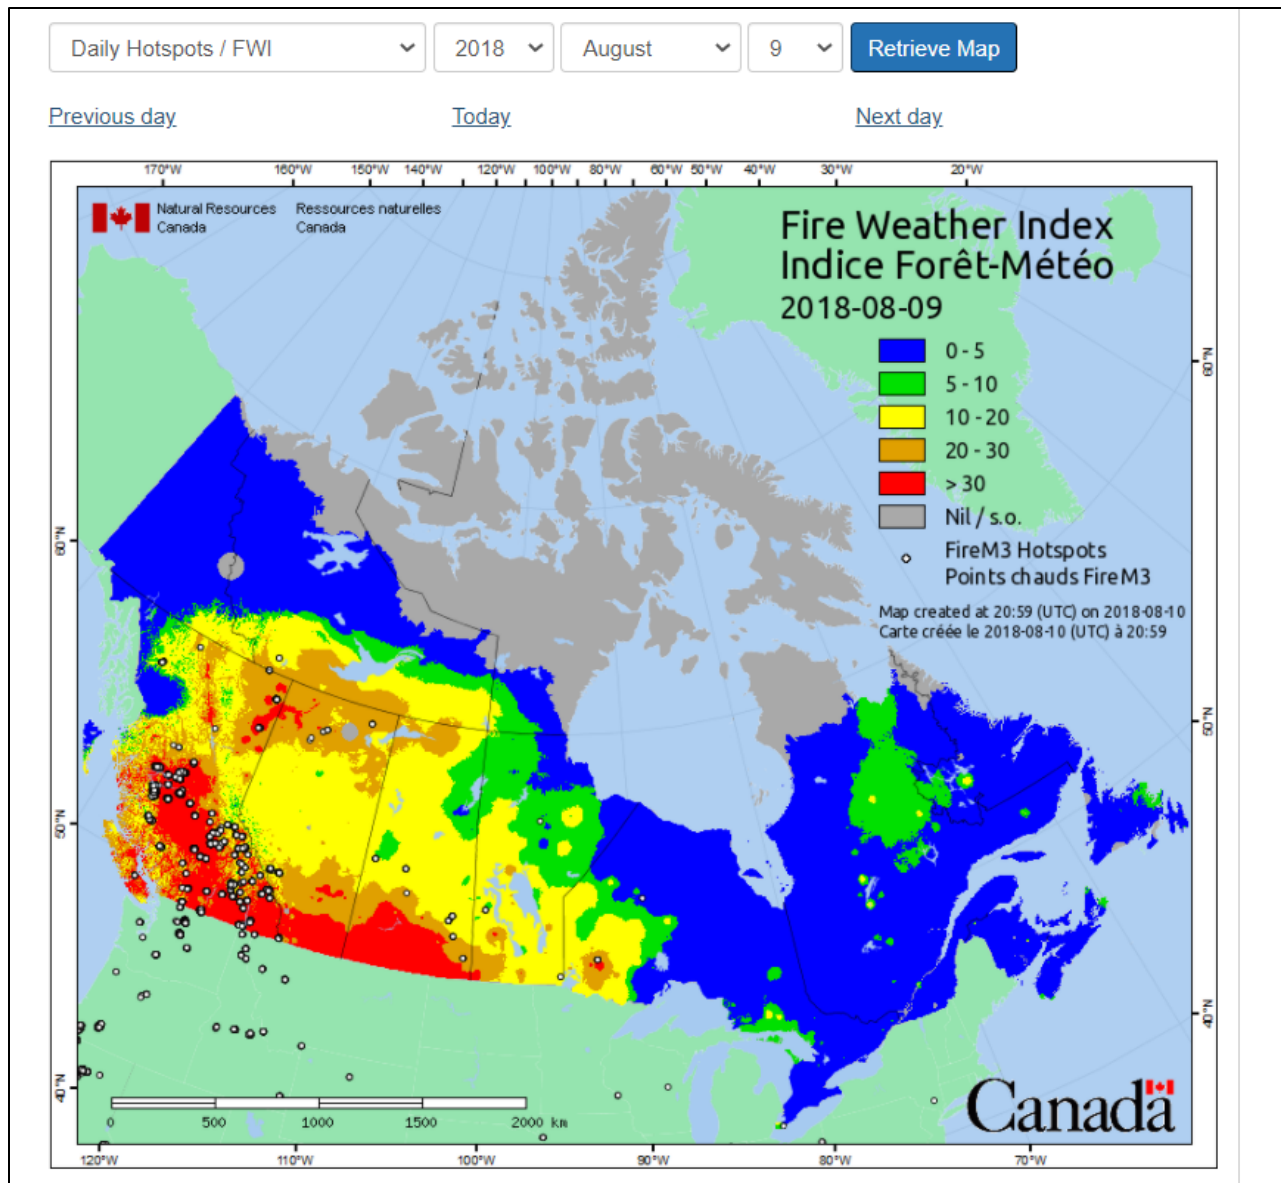 Daily Hotspots / FWI 2018 August 9 Retrieve Map
Previous day Today Next day
170°W 160°W 150°W 140°W 120°W 100°W 80°W 60°W 50°W 40°W 30°W 20°W
Natural Resources Ressources naturelles
Canada Canada
Fire Weather Index
Indice Forêt-Météo
2018-08-09
0 - 5
5 - 10
10 - 20
20 - 30
> 30
Nil / s.o.
FireM3 Hotspots
Points chauds FireM3
Map created at 20:59 (UTC) on 2018-08-10
Carte créée le 2018-08-10 (UTC) à 20:59
60°N
60°N
50°N
50°N
40°N
40°N
Canada
0 500 1000 1500 2000 km
120°W 110°W 100°W 90°W 80°W 70°W